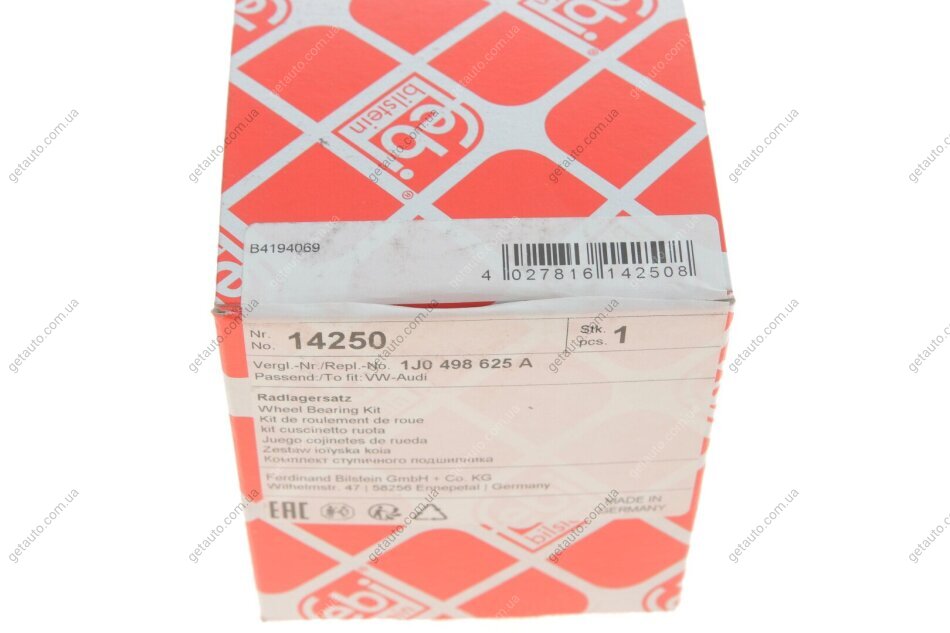 febi
bilstein
B4194069
4 027816 142508
Nr.
No. 14250
Stk.
pcs. 1
Vergl.-Nr./Repl.-No. 1J0 498 625 A
Passend:/To fit: VW-Audi
Radlagersatz
Wheel Bearing Kit
Kit de roulement de roue
kit cuscinetto ruota
Juego cojinetes de rueda
Zestaw łożyska koła
Комплект ступичного подшипника
Ferdinand Bilstein GmbH + Co. KG
Wilhelmstr. 47 | 58256 Ennepetal | Germany
EAC
MADE IN
GERMANY
febi
bilstein
getauto.com.ua